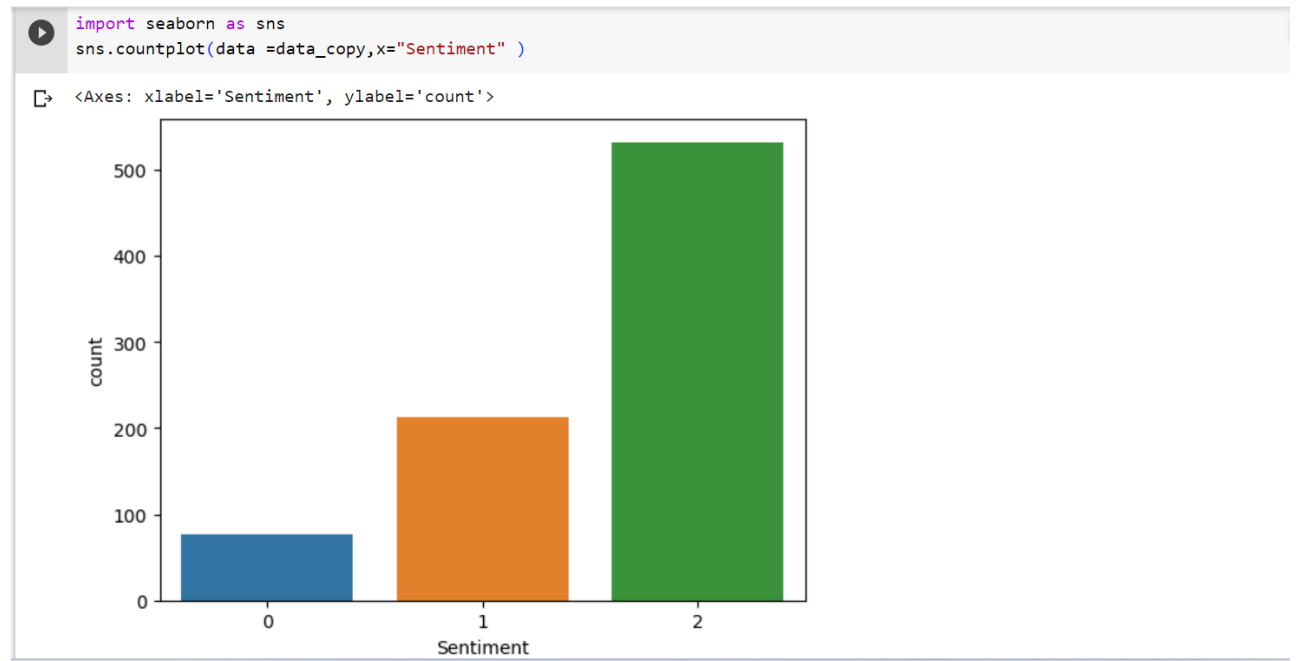 import seaborn as sns
sns.countplot(data =data_copy,x="Sentiment" )
<Axes: xlabel='Sentiment', ylabel='count'>
500
400
300
200
100
0
count
0 1 2
Sentiment